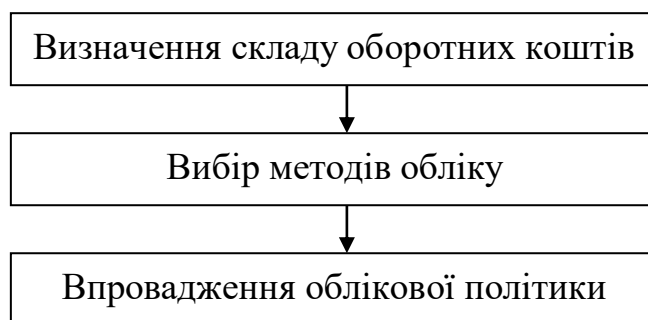 Визначення складу оборотних коштів
Вибір методів обліку
Впровадження облікової політики